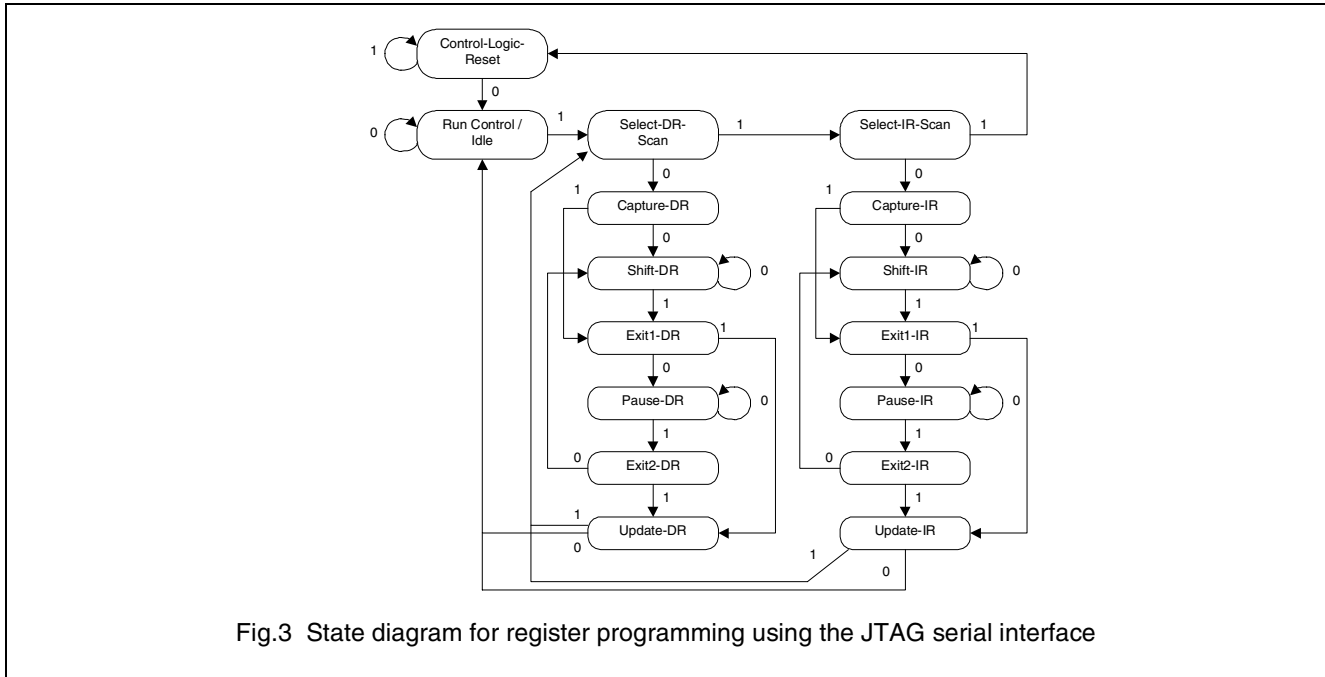 Control-Logic-
Reset
1
0
Run Control /
Idle
0
1
Select-DR-
Scan
1
Select-IR-Scan
1
0
0
1
Capture-DR
1
Capture-IR
0
0
Shift-DR
0
Shift-IR
0
1
1
Exit1-DR
1
Exit1-IR
1
0
0
Pause-DR
0
Pause-IR
0
1
1
0
Exit2-DR
0
Exit2-IR
1
1
1
Update-DR
0
Update-IR
1
0
Fig.3 State diagram for register programming using the JTAG serial interface